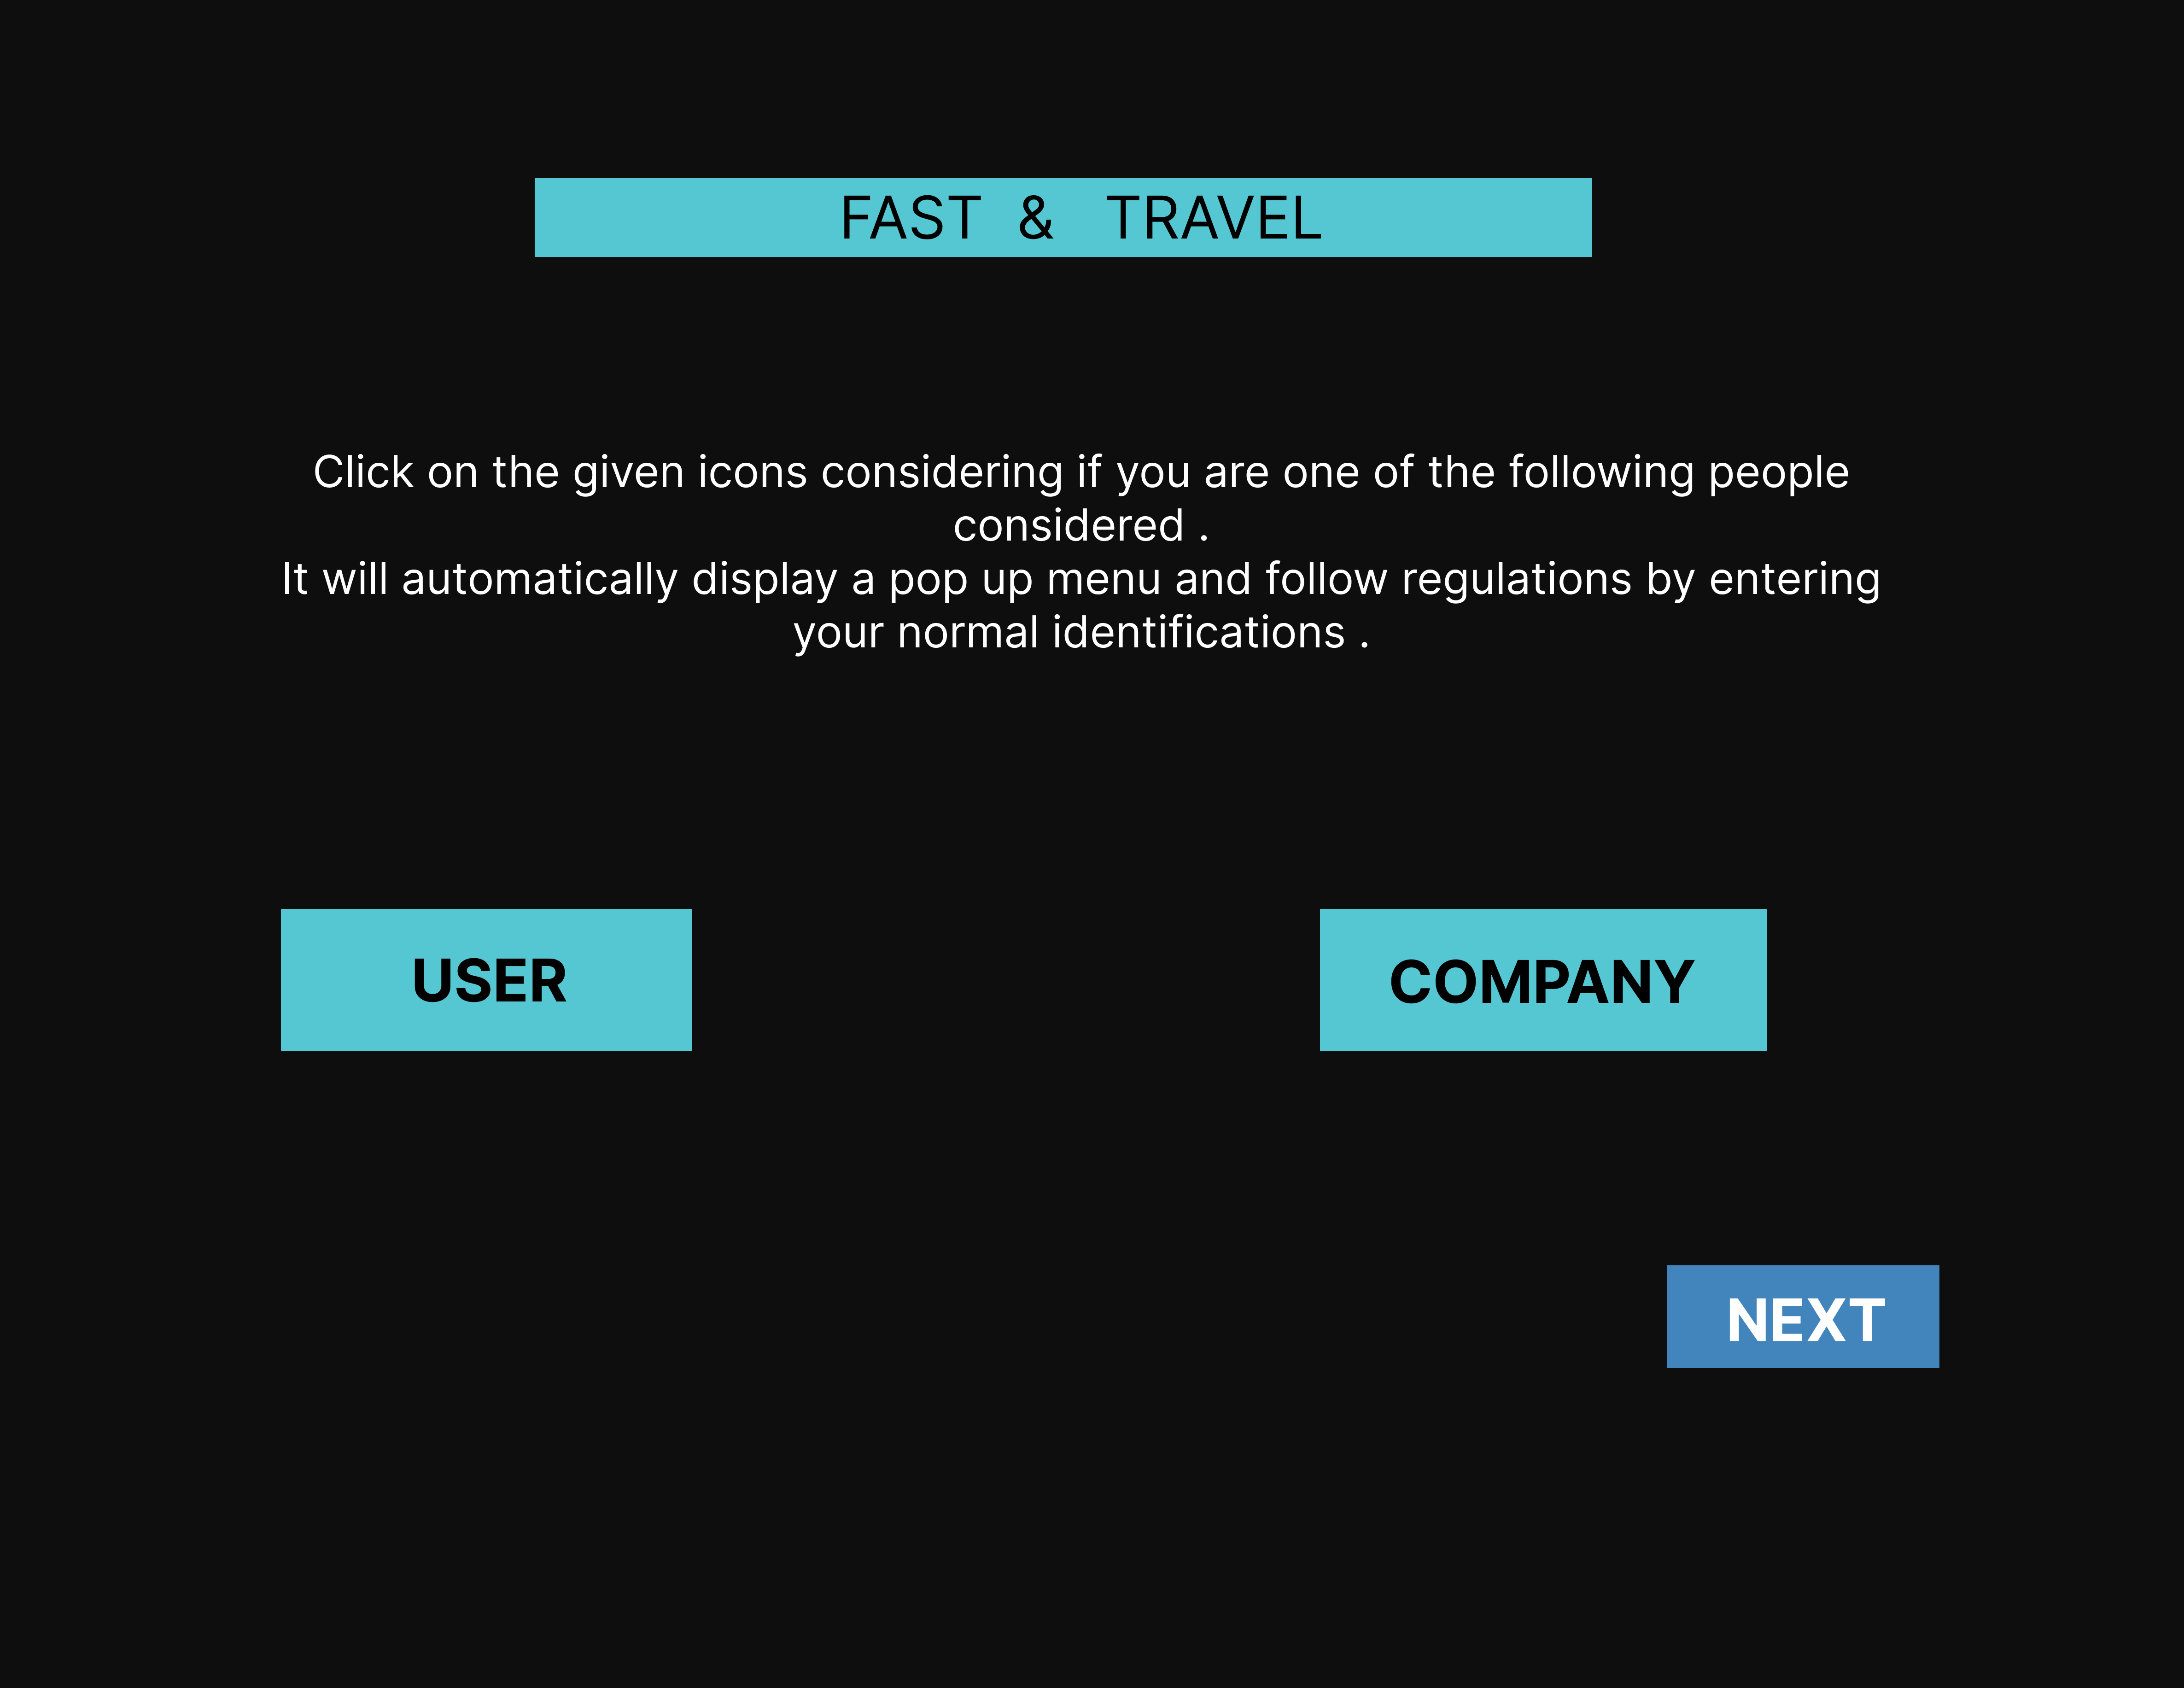 FAST & TRAVEL
Click on the given icons considering if you are one of the following people
considered .
It will automatically display a pop up menu and follow regulations by entering
your normal identifications .
USER
COMPANY
NEXT